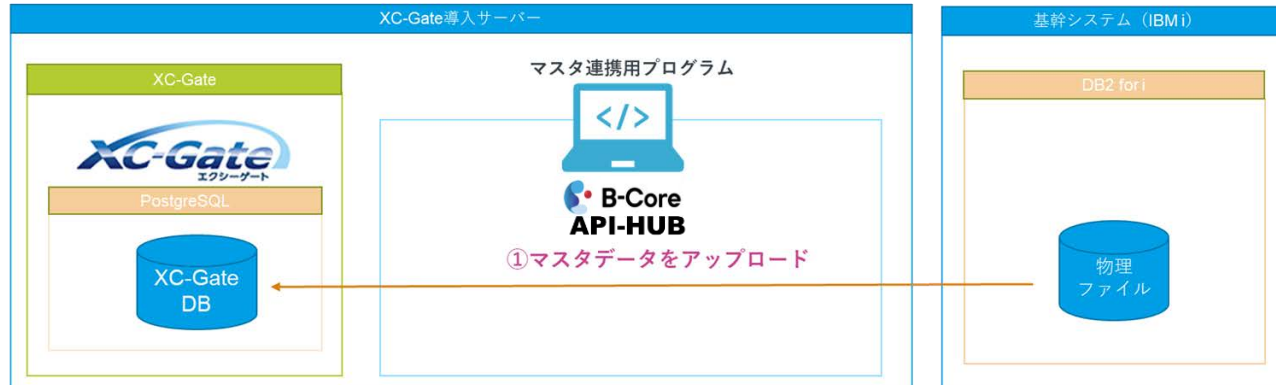 XC-Gate導入サーバー
基幹システム（IBM i）
XC-Gate
マスタ連携用プログラム
DB2 for i
</>
XC-Gate
エクシーゲート
PostgreSQL
B-Core
API-HUB
①マスタデータをアップロード
XC-Gate
DB
物理
ファイル